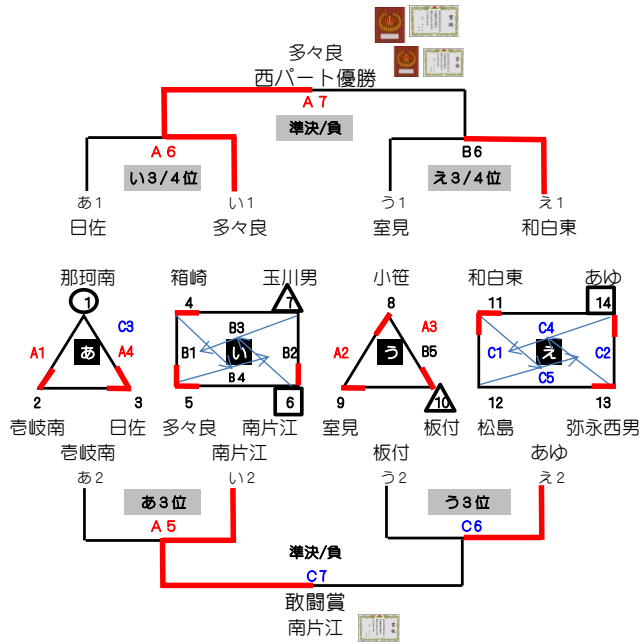 多々良
西パート優勝
A7
準決/負
A6
B6
い3/4位
え3/4位
あ1
い1
う1
え1
日佐
多々良
室見
和白東
那珂南
箱崎
玉川男
小笹
和白東
あゆ
1
4
7
8
11
14
C3
B3
A3
C4
A1
あ
A4
B1
い
B2
A2
う
B5
C1
え
C2
B4
C5
2
3
5
6
9
10
12
13
壱岐南
日佐
多々良
南片江
室見
板付
松島
弥永西男
壱岐南
南片江
板付
あゆ
あ2
い2
う2
え2
あ3位
う3位
A5
C6
準決/負
C7
敢闘賞
南片江